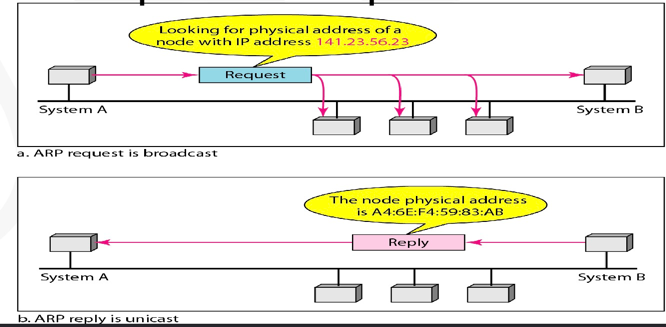 Looking for physical address of a
node with IP address 141.23.56.23
Request
System A
System B
a. ARP request is broadcast
The node physical address
is A4:6E:F4:59:83:AB
Reply
System A
System B
b. ARP reply is unicast